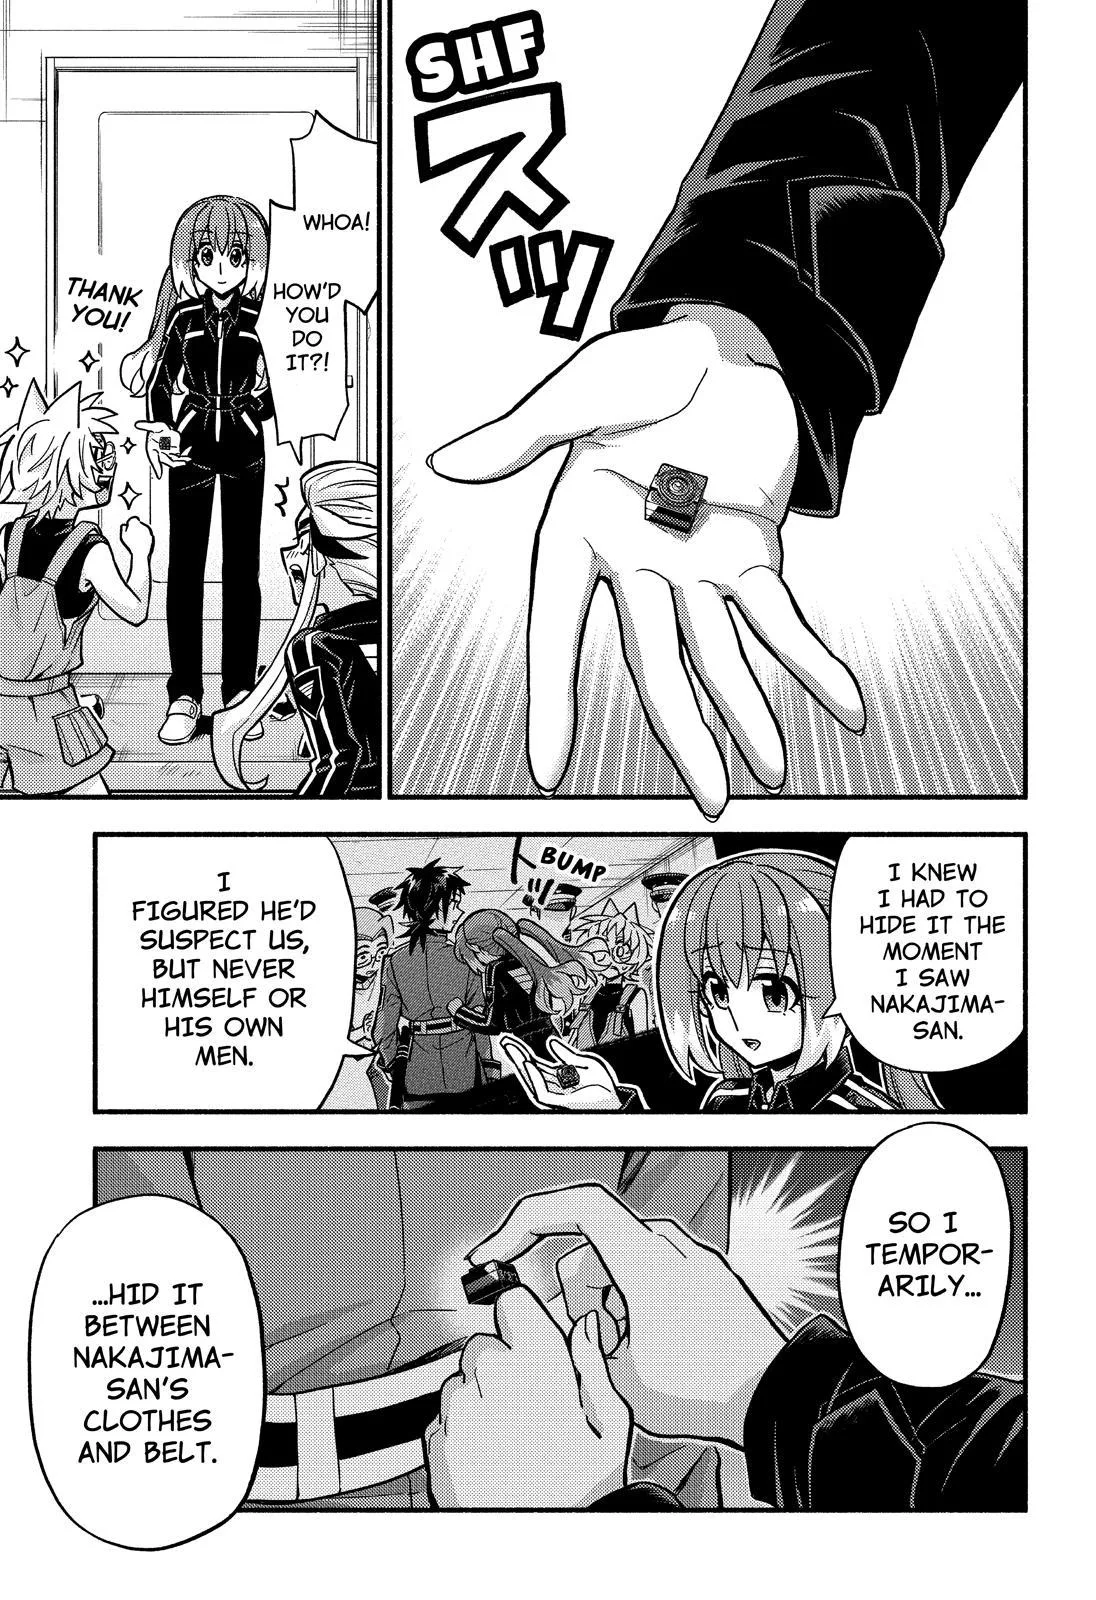 SHF
スッ
WHOA!
HOW'D
YOU
DO
IT?!
THANK
YOU!
I KNEW
I HAD TO
HIDE IT THE
MOMENT
I SAW
NAKAJIMA-
SAN.
BUMP
I
FIGURED HE'D
SUSPECT US,
BUT NEVER
HIMSELF OR
HIS OWN
MEN.
SO I
TEMPOR-
ARILY...
...HID IT
BETWEEN
NAKAJIMA-
SAN'S
CLOTHES
AND BELT.